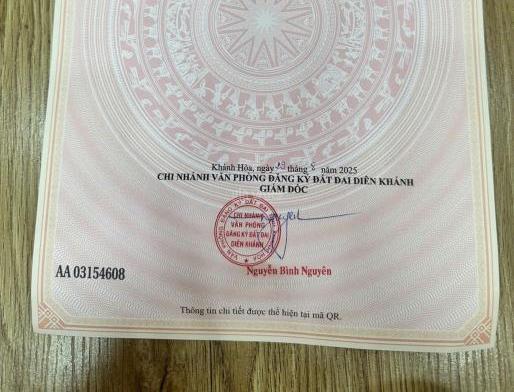 Khánh Hòa, ngày 19 tháng 8 năm 2025
CHI NHÁNH VĂN PHÒNG ĐĂNG KÝ ĐẤT ĐAI DIÊN KHÁNH
GIÁM ĐỐC
CHI NHÁNH
VĂN PHÒNG
ĐĂNG KÝ ĐẤT ĐAI
DIÊN KHÁNH
Nguyễn Bình Nguyên
AA 03154608
Thông tin chi tiết được thể hiện tại mã QR.